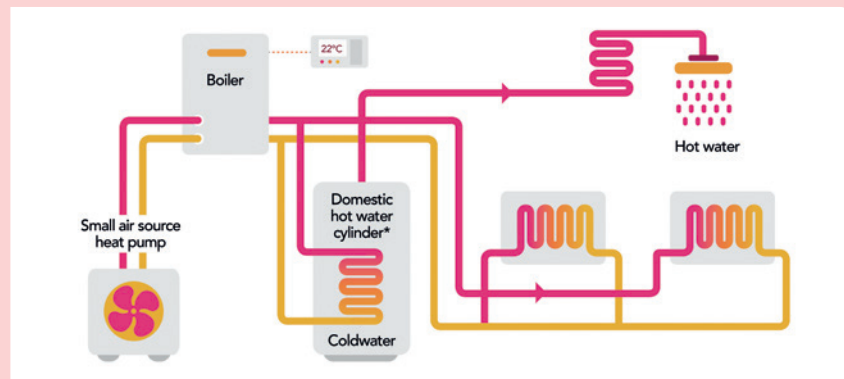 22°C
Boiler
Hot water
Small air source
heat pump
Domestic
hot water
cylinder*
Coldwater